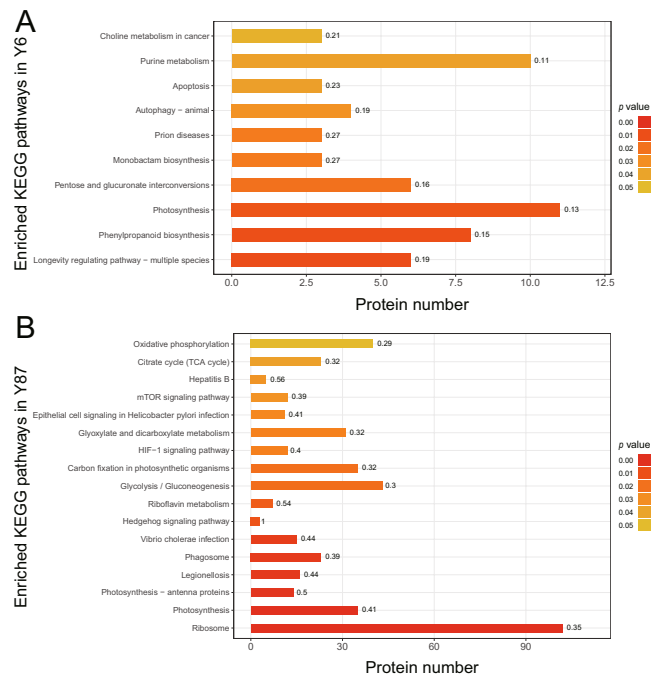 A
Enriched KEGG pathways in Y6
Choline metabolism in cancer 0.21
Purine metabolism 0.11
Apoptosis 0.23
Autophagy − animal 0.19
Prion diseases 0.27
Monobactam biosynthesis 0.27
Pentose and glucuronate interconversions 0.16
Photosynthesis 0.13
Phenylpropanoid biosynthesis 0.15
Longevity regulating pathway − multiple species 0.19
0.0 2.5 5.0 7.5 10.0 12.5
Protein number
p value
0.00
0.01
0.02
0.03
0.04
0.05
B
Enriched KEGG pathways in Y87
Oxidative phosphorylation 0.29
Citrate cycle (TCA cycle) 0.32
Hepatitis B 0.56
mTOR signaling pathway 0.39
Epithelial cell signaling in Helicobacter pylori infection 0.41
Glyoxylate and dicarboxylate metabolism 0.32
HIF−1 signaling pathway 0.4
Carbon fixation in photosynthetic organisms 0.32
Glycolysis / Gluconeogenesis 0.3
Riboflavin metabolism 0.54
Hedgehog signaling pathway 1
Vibrio cholerae infection 0.44
Phagosome 0.39
Legionellosis 0.44
Photosynthesis − antenna proteins 0.5
Photosynthesis 0.41
Ribosome 0.35
0 30 60 90
Protein number
p value
0.00
0.01
0.02
0.03
0.04
0.05